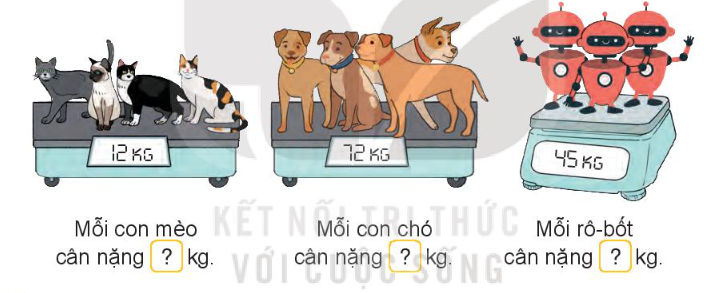 12 KG
72 KG
45 KG
Mỗi con mèo
cân nặng ? kg.
Mỗi con chó
cân nặng ? kg.
Mỗi rô-bốt
cân nặng ? kg.
KẾT NỐI TRI THỨC
VỚI CUỘC SỐNG